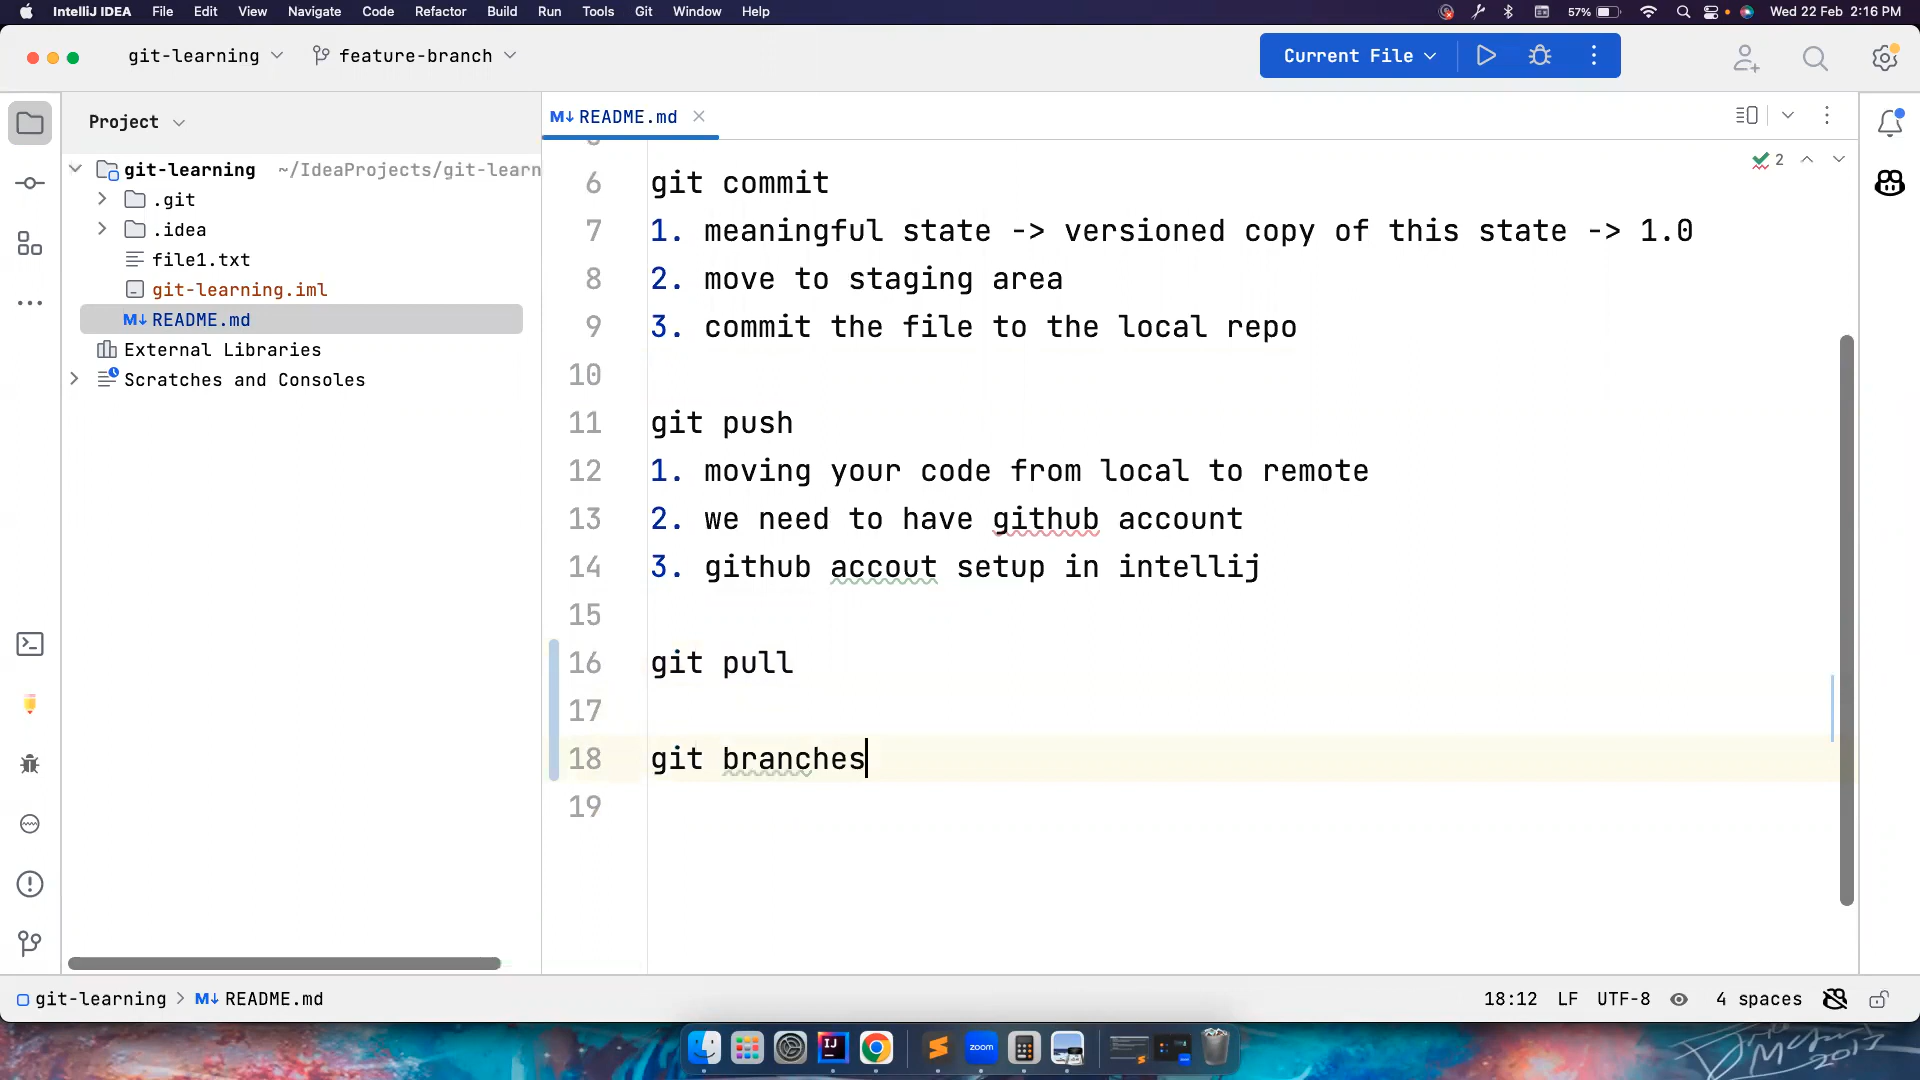 IntelliJ IDEA File Edit View Navigate Code Refactor Build Run Tools Git Window Help 57% Wed 22 Feb 2:16 PM
git-learning feature-branch Current File
Project
README.md
git-learning ~/IdeaProjects/git-learn
.git
.idea
file1.txt
git-learning.iml
README.md
External Libraries
Scratches and Consoles
2
6 git commit
7 1. meaningful state -> versioned copy of this state -> 1.0
8 2. move to staging area
9 3. commit the file to the local repo
10
11 git push
12 1. moving your code from local to remote
13 2. we need to have github account
14 3. github accout setup in intellij
15
16 git pull
17
18 git branches
19
git-learning > README.md 18:12 LF UTF-8 4 spaces
IJ zoom
2017